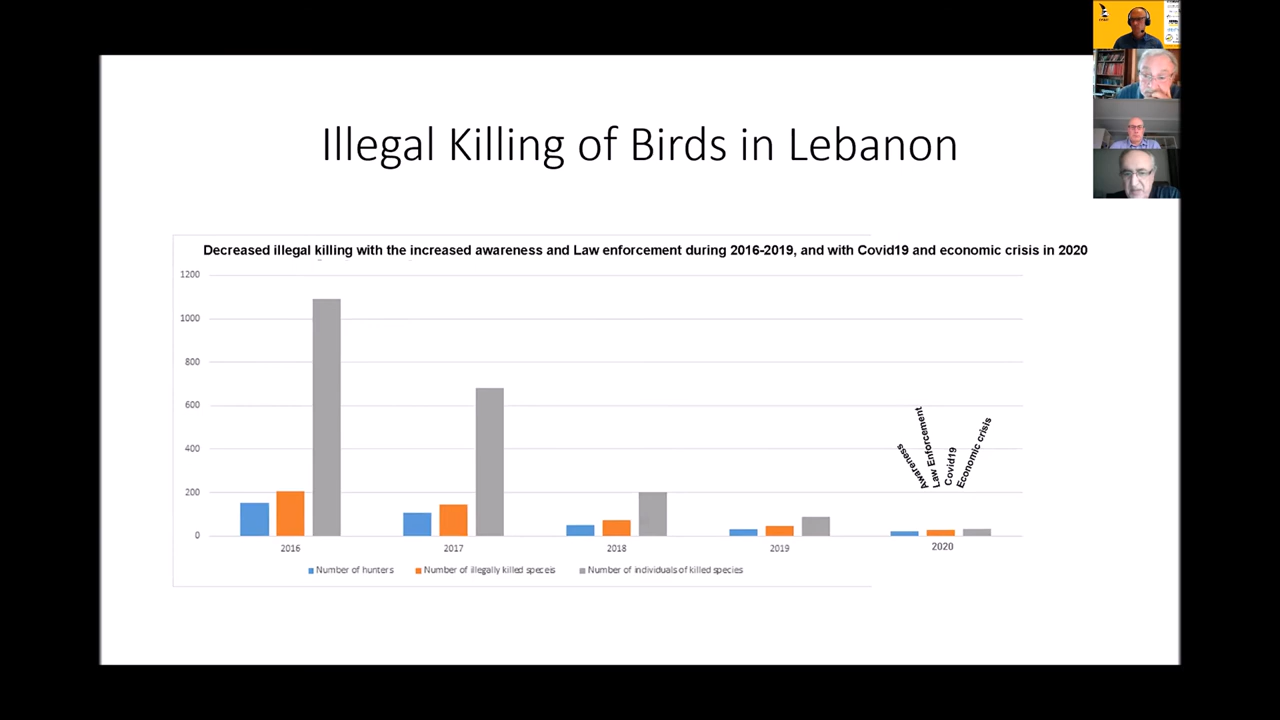 Illegal Killing of Birds in Lebanon
Decreased illegal killing with the increased awareness and Law enforcement during 2016-2019, and with Covid19 and economic crisis in 2020
1200
1000
800
600
400
200
0
Awareness
Law Enforcement
Covid19
Economic crisis
2016
2017
2018
2019
2020
Number of hunters
Number of illegally killed speceis
Number of individuals of killed species